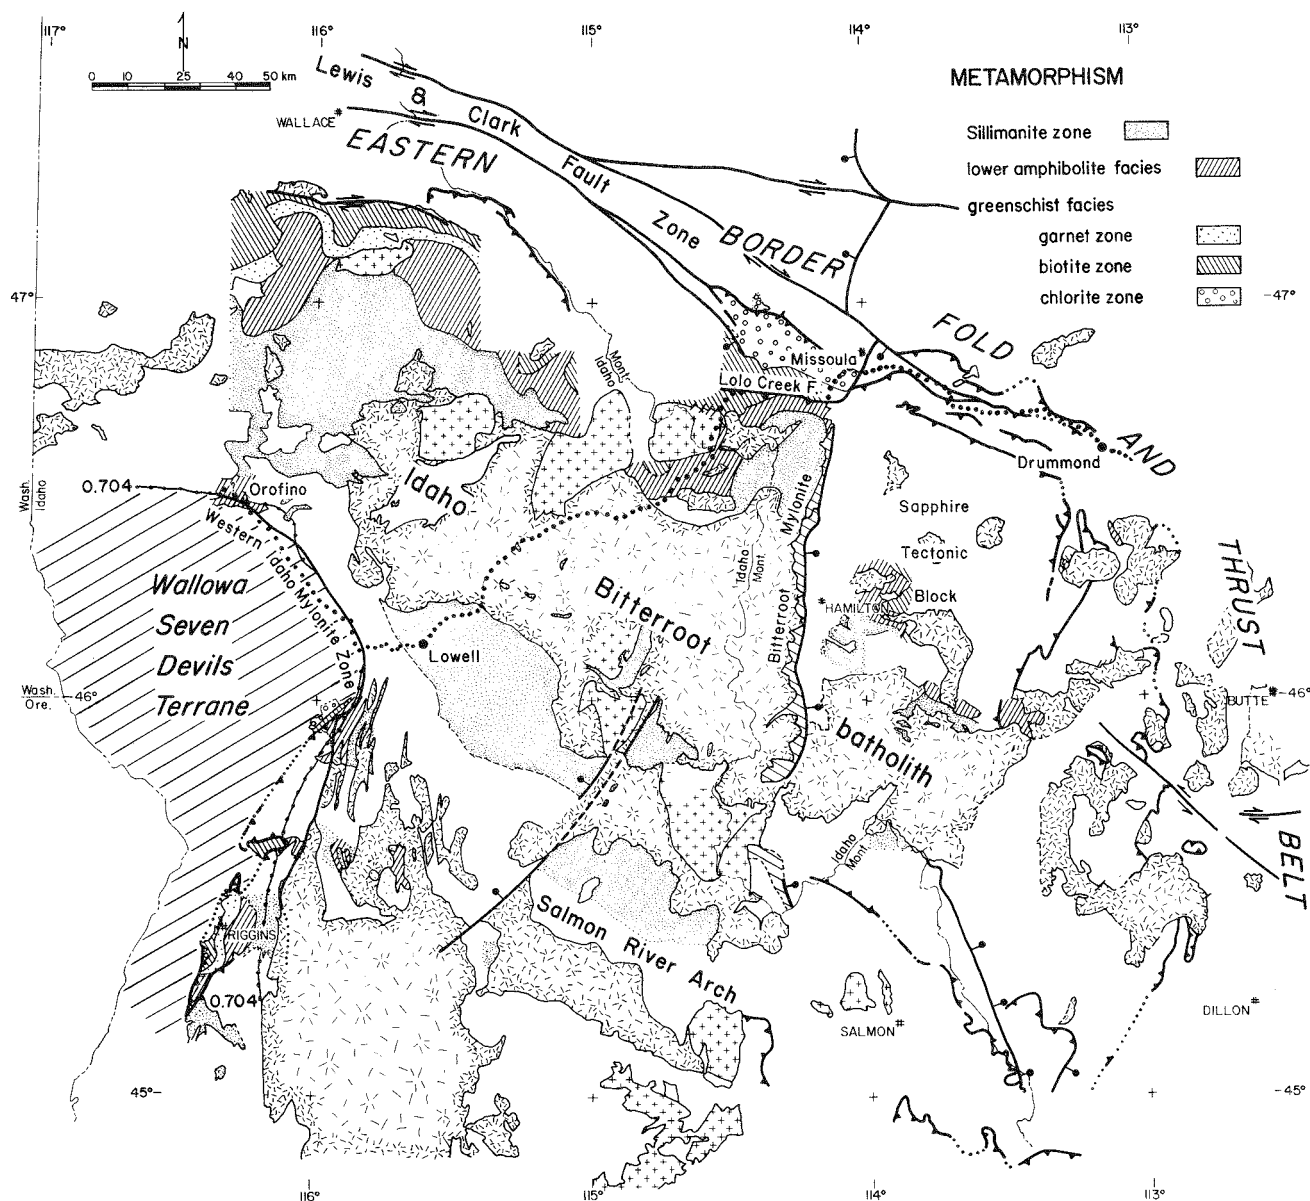 117°
116°
115°
114°
113°
N
0 10 25 40 50 km
Lewis
&
Clark
Fault
Zone
WALLACE
EASTERN
BORDER
FOLD
AND
THRUST
BELT
METAMORPHISM
Sillimanite zone
lower amphibolite facies
greenschist facies
garnet zone
biotite zone
chlorite zone
47°
-47°
Mont.
Idaho
Missoula
Lolo Creek F.
Drummond
Wash.
Idaho
0.704
Orofino
Idaho
Western Idaho Mylonite Zone
Wallowa
Seven
Devils
Terrane
Bitterroot
Lowell
Idaho
Mont.
Bitterroot Mylonite
Sapphire
Tectonic
Block
HAMILTON
Wash.
Ore.
-46°
-46°
BUTTE
batholith
Idaho
Mont.
Salmon River Arch
RIGGINS
0.704
SALMON
DILLON
45°-
-45°
116°
115°
114°
113°